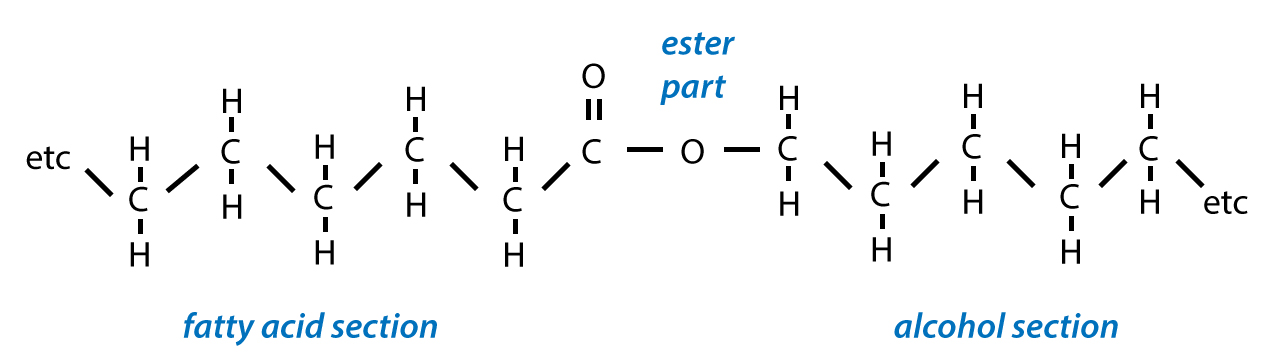 ester
part
O
H H H H H
H H H H H
etc C C C C C C O C C C C C etc
H H H H H
H H H H H
fatty acid section alcohol section